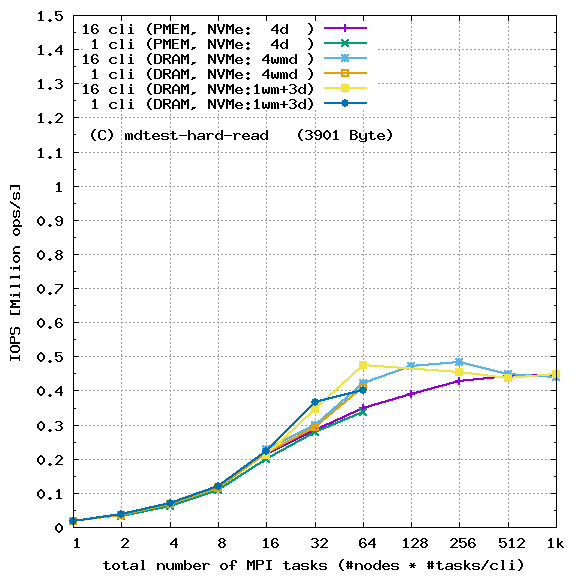 1.5
1.4
1.3
1.2
1.1
1
0.9
0.8
0.7
0.6
0.5
0.4
0.3
0.2
0.1
0
IOPS [Million ops/s]
16 cli (PMEM, NVMe:  4d  )
1 cli (PMEM, NVMe:  4d  )
16 cli (DRAM, NVMe: 4wmd )
1 cli (DRAM, NVMe: 4wmd )
16 cli (DRAM, NVMe:1wm+3d)
1 cli (DRAM, NVMe:1wm+3d)
(C) mdtest-hard-read   (3901 Byte)
1 2 4 8 16 32 64 128 256 512 1k
total number of MPI tasks (#nodes * #tasks/cli)